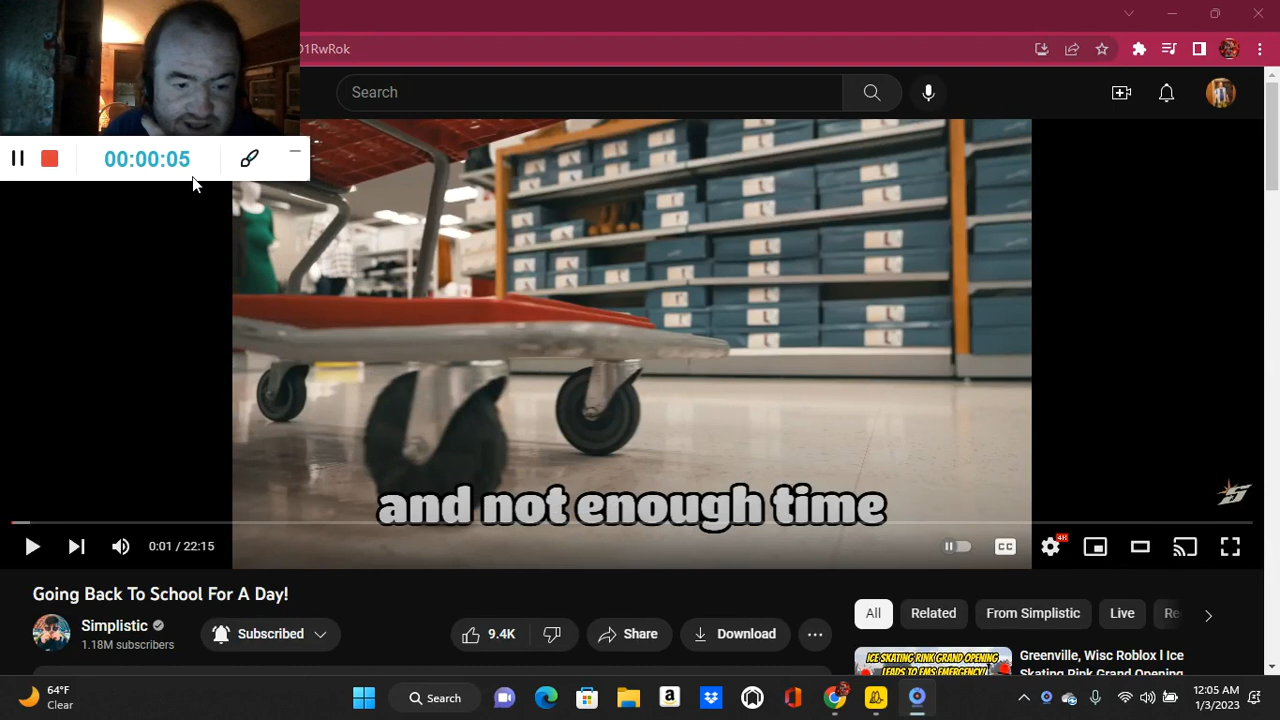 01RwRok
Search
00:00:05
and not enough time
0:01 / 22:15
CC
4K
Going Back To School For A Day!
Simplistic
1.18M subscribers
Subscribed
9.4K
Share
Download
All
Related
From Simplistic
Live
Re
ICE SKATING RINK GRAND OPENING
LEADS TO EMS EMERGENCY!
Greenville, Wisc Roblox l Ice
Skating Rink Grand Opening
64°F
Clear
Search
12:05 AM
1/3/2023